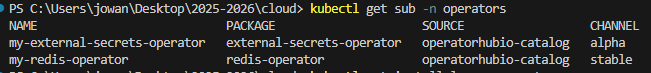 PS C:\Users\jowan\Desktop\2025-2026\cloud> kubectl get sub -n operators
NAME PACKAGE SOURCE CHANNEL
my-external-secrets-operator external-secrets-operator operatorhubio-catalog alpha
my-redis-operator redis-operator operatorhubio-catalog stable